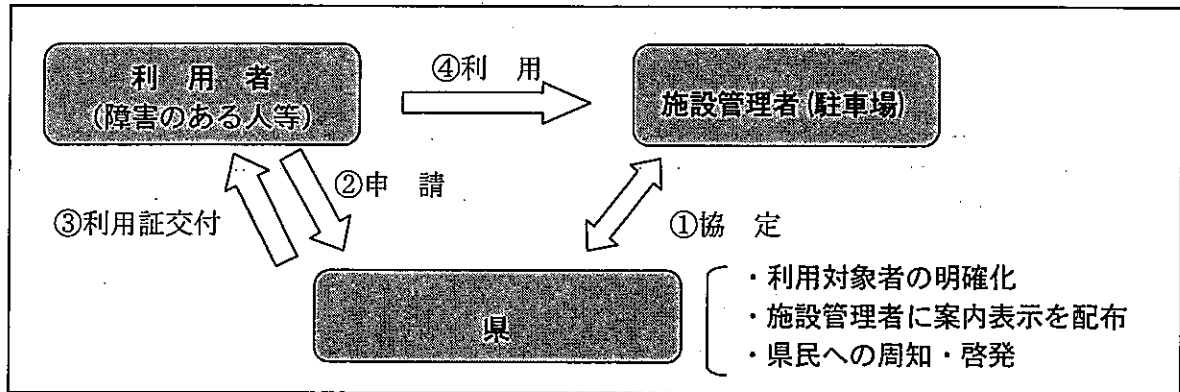 利 用 者
(障害のある人等)
④利 用
施設管理者(駐車場)
②申 請
③利用証交付
①協 定
県
・利用対象者の明確化
・施設管理者に案内表示を配布
・県民への周知・啓発